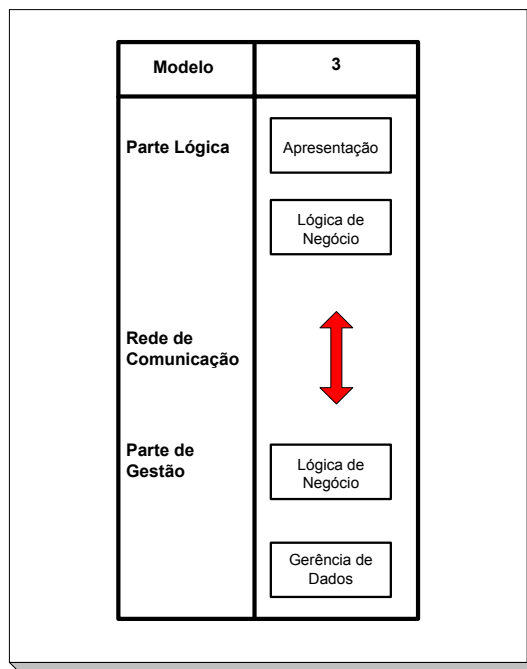 Modelo
3
Parte Lógica
Apresentação
Lógica de
Negócio
Rede de
Comunicação
Parte de
Gestão
Lógica de
Negócio
Gerência de
Dados